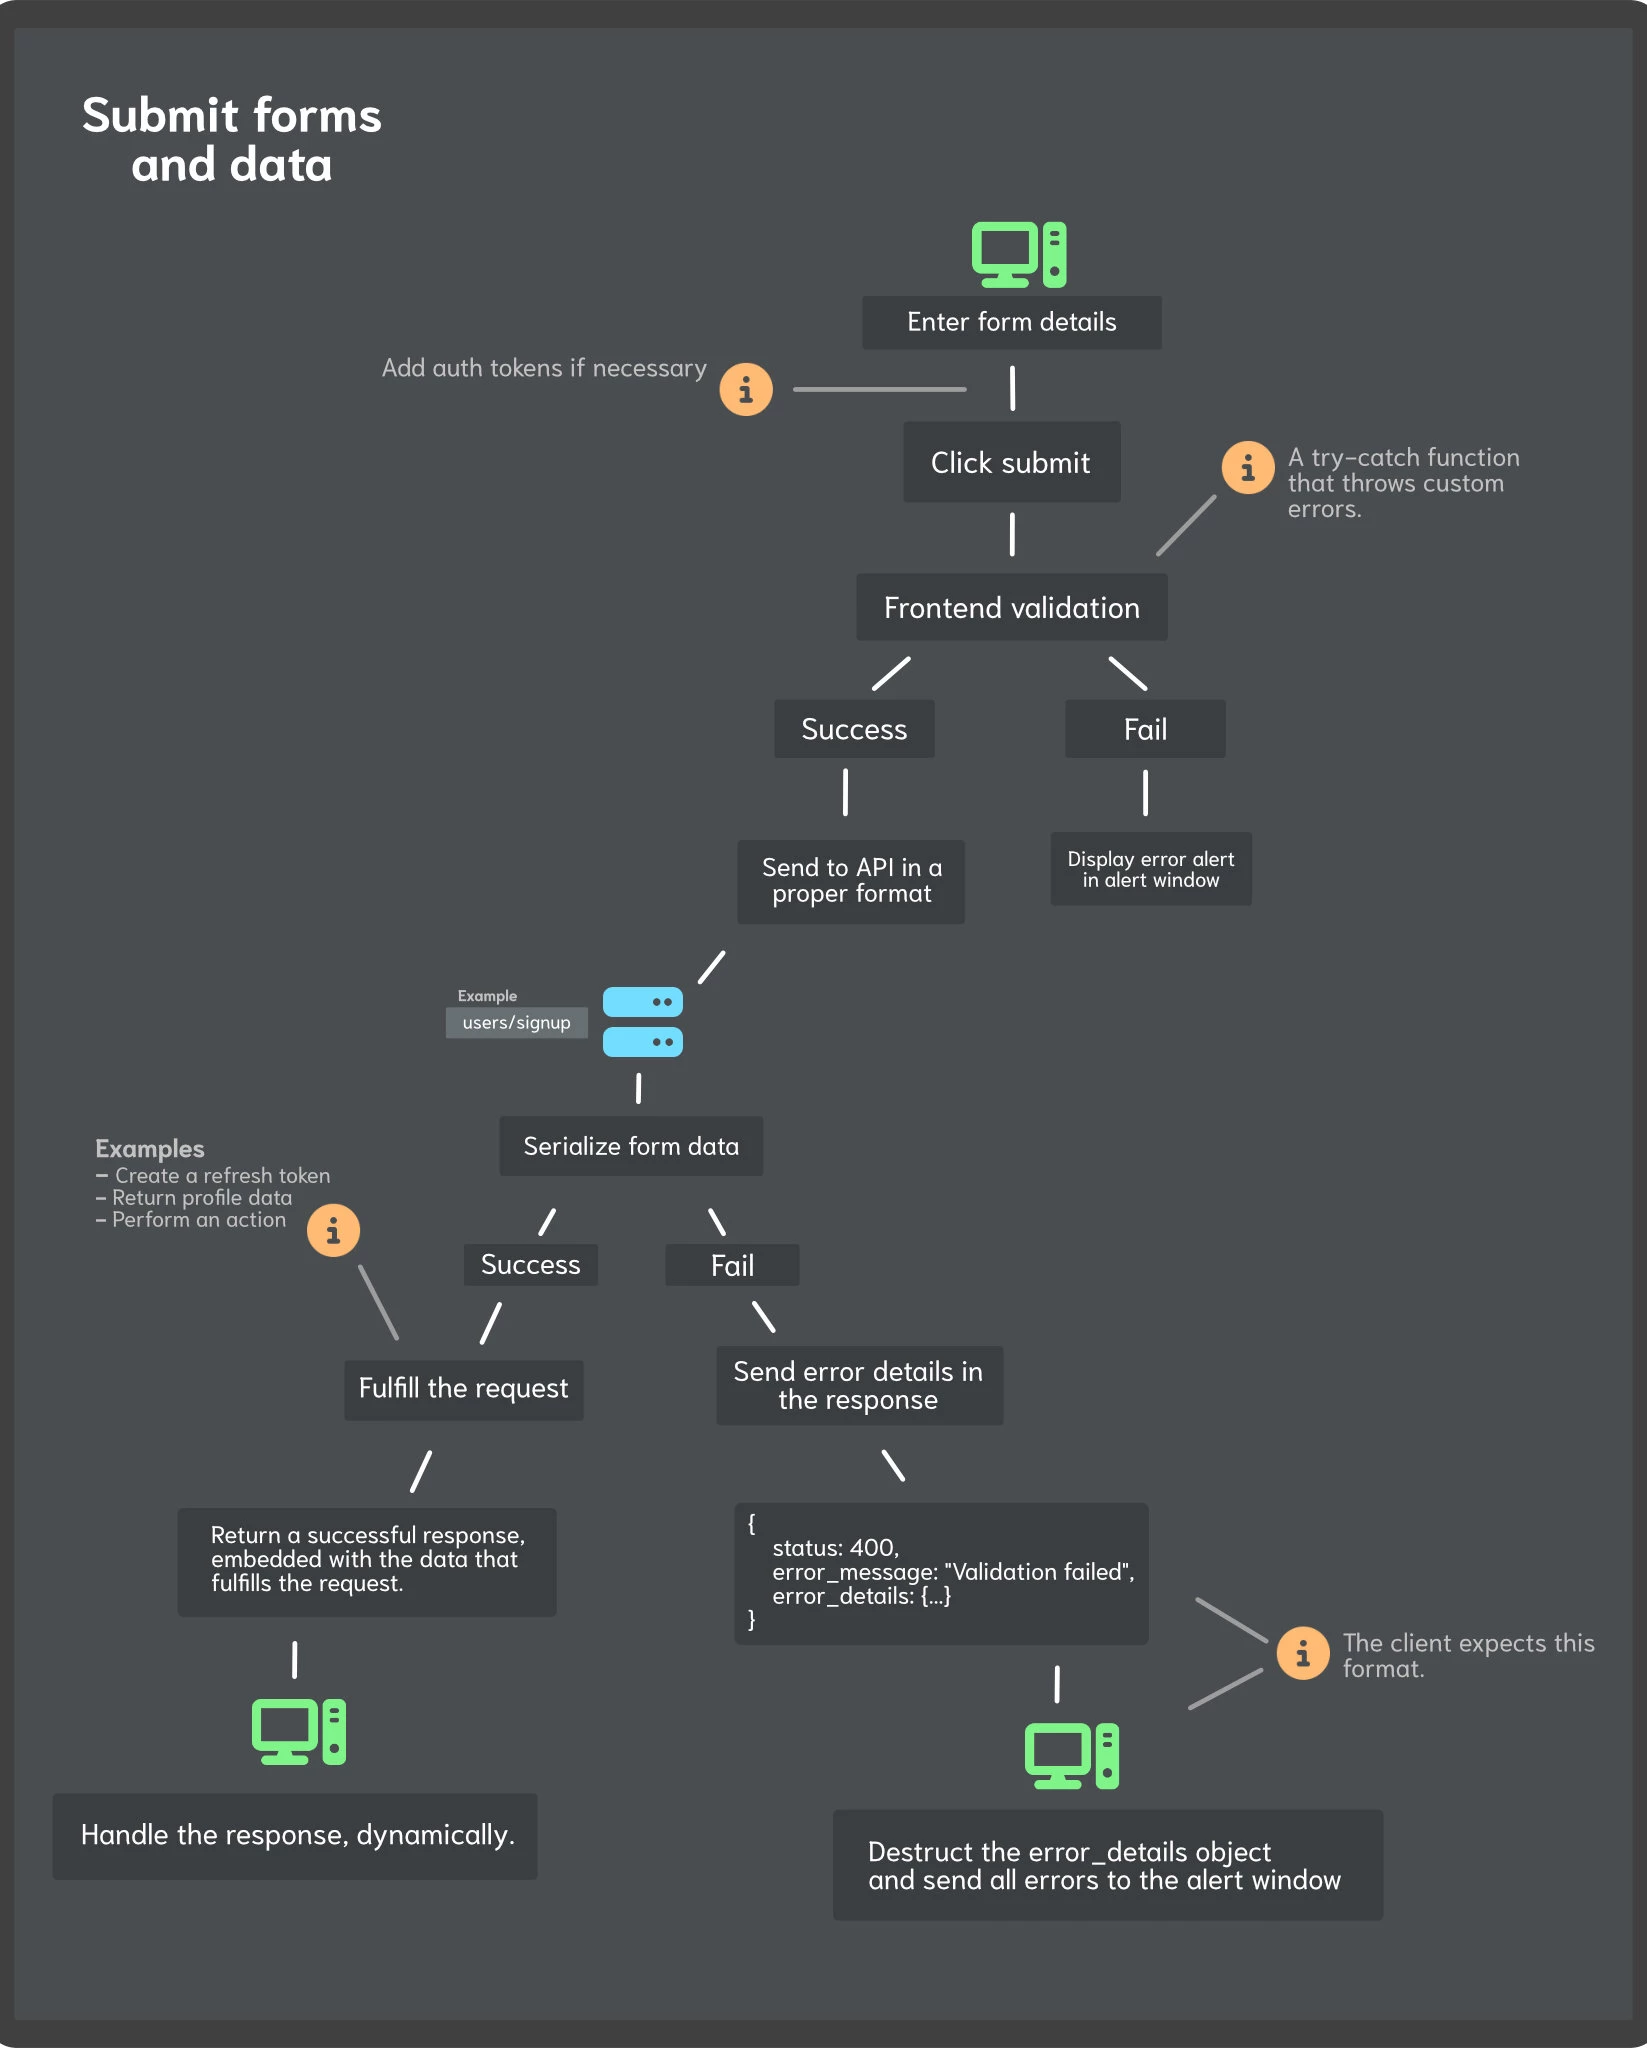 Submit forms
and data
Enter form details
Add auth tokens if necessary
Click submit
A try-catch function
that throws custom
errors.
Frontend validation
Success
Fail
Send to API in a
proper format
Display error alert
in alert window
Example
users/signup
Serialize form data
Examples
- Create a refresh token
- Return profile data
- Perform an action
Success
Fail
Fulfill the request
Send error details in
the response
Return a successful response,
embedded with the data that
fulfills the request.
{
status: 400,
error_message: "Validation failed",
error_details: {...}
}
The client expects this
format.
Handle the response, dynamically.
Destruct the error_details object
and send all errors to the alert window